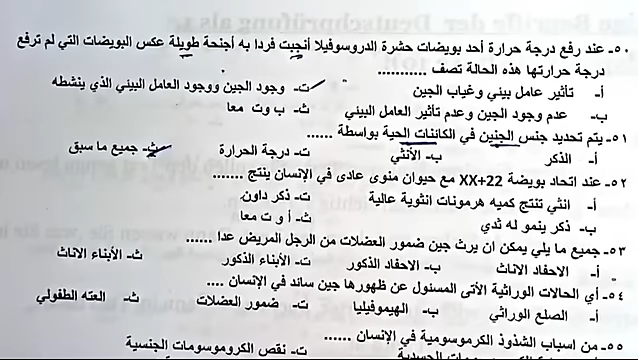 ٥٠- عند رفع درجة حرارة أحد بويضات حشرة الدروسوفيلا أنجبت فردا به أجنحة طويلة عكس البويضات التي لم ترفع
درجة حرارتها هذه الحالة تصف ...........
أ- تأثير عامل بيني وغياب الجين ت- وجود الجين ووجود العامل البيني الذي ينشطه
ب- عدم وجود الجين وعدم تأثير العامل البيني ث- ب وت معا
٥١- يتم تحديد جنس الجنين في الكائنات الحية بواسطة ......
أ- الذكر ب- الأنثى ت- درجة الحرارة ث- جميع ما سبق
٥٢- عند اتحاد بويضة 22+XX مع حيوان منوى عادى في الإنسان ينتج .......
أ- انثي تنتج كميه هرمونات انثوية عالية ت- ذكر داون.
ب- ذكر ينمو له ثدي ث- أ و ت معا
٥٣- جميع ما يلي يمكن ان يرث جين ضمور العضلات من الرجل المريض عدا ......
أ- الاحفاد الاناث ب- الاحفاد الذكور ت- الأبناء الذكور ث- الأبناء الاناث
٥٤- أي الحالات الوراثية الأتى المسئول عن ظهورها جين سائد في الإنسان ....
أ- الصلع الوراثي ب- الهيموفيليا ت- ضمور العضلات ث- العته الطفولي
٥٥- من اسباب الشذوذ الكرموسومية في الإنسان ......
ت- نقص الكروموسومات الجنسية